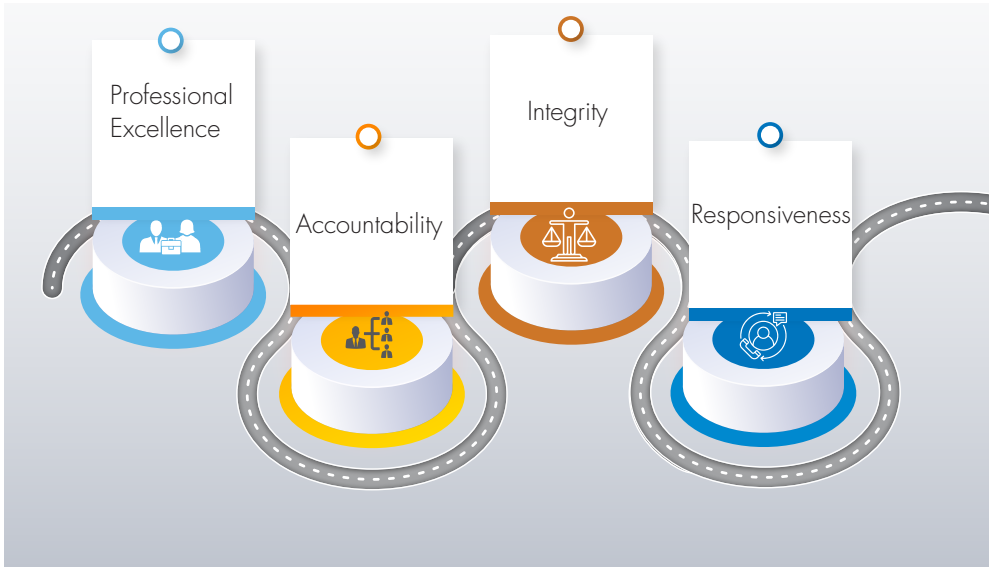 Professional
Excellence
Accountability
Integrity
Responsiveness